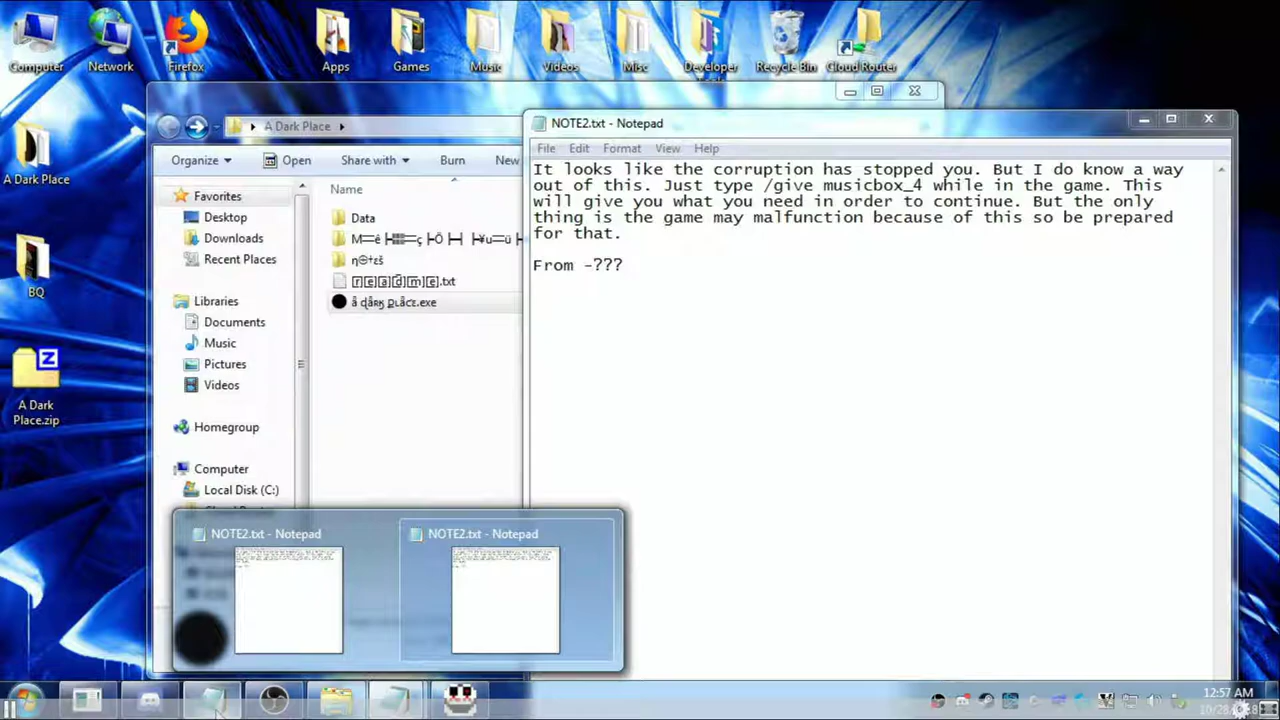 Computer
Network
Firefox
Apps
Games
Music
Videos
Misc
Developer
Tools
Recycle Bin
Cloud Router
A Dark Place
BQ
A Dark
Place.zip
A Dark Place
Organize
Open
Share with
Burn
New
Name
Favorites
Desktop
Downloads
Recent Places
Libraries
Documents
Music
Pictures
Videos
Homegroup
Computer
Local Disk (C:)
Data
.txt
.exe
NOTE2.txt - Notepad
File Edit Format View Help
It looks like the corruption has stopped you. But I do know a way
out of this. Just type /give musicbox_4 while in the game. This
will give you what you need in order to continue. But the only
thing is the game may malfunction because of this so be prepared
for that.
From -???
NOTE2.txt - Notepad
NOTE2.txt - Notepad
12:57 AM